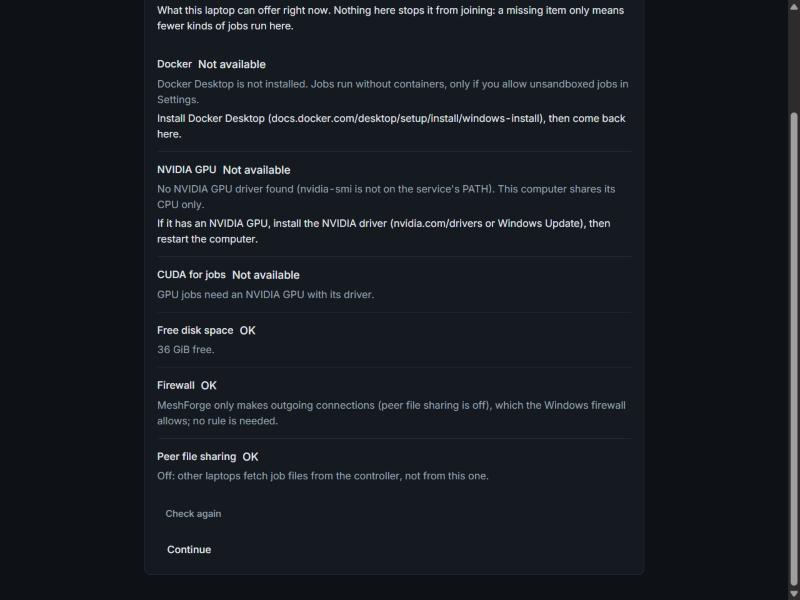 What this laptop can offer right now. Nothing here stops it from joining: a missing item only means
fewer kinds of jobs run here.
Docker Not available
Docker Desktop is not installed. Jobs run without containers, only if you allow unsandboxed jobs in
Settings.
Install Docker Desktop (docs.docker.com/desktop/setup/install/windows-install), then come back
here.
NVIDIA GPU Not available
No NVIDIA GPU driver found (nvidia-smi is not on the service's PATH). This computer shares its
CPU only.
If it has an NVIDIA GPU, install the NVIDIA driver (nvidia.com/drivers or Windows Update), then
restart the computer.
CUDA for jobs Not available
GPU jobs need an NVIDIA GPU with its driver.
Free disk space OK
36 GiB free.
Firewall OK
MeshForge only makes outgoing connections (peer file sharing is off), which the Windows firewall
allows; no rule is needed.
Peer file sharing OK
Off: other laptops fetch job files from the controller, not from this one.
Check again
Continue